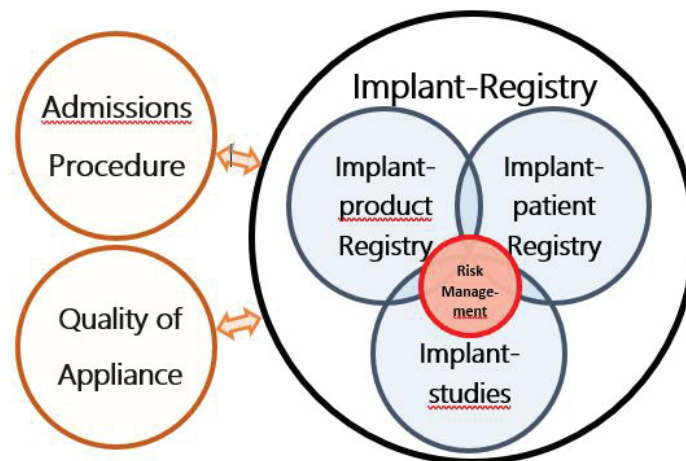 Admissions
Procedure
Quality of
Appliance
Implant-Registry
Implant-
product
Registry
Implant-
patient
Registry
Risk
Manage-
ment
Implant-
studies